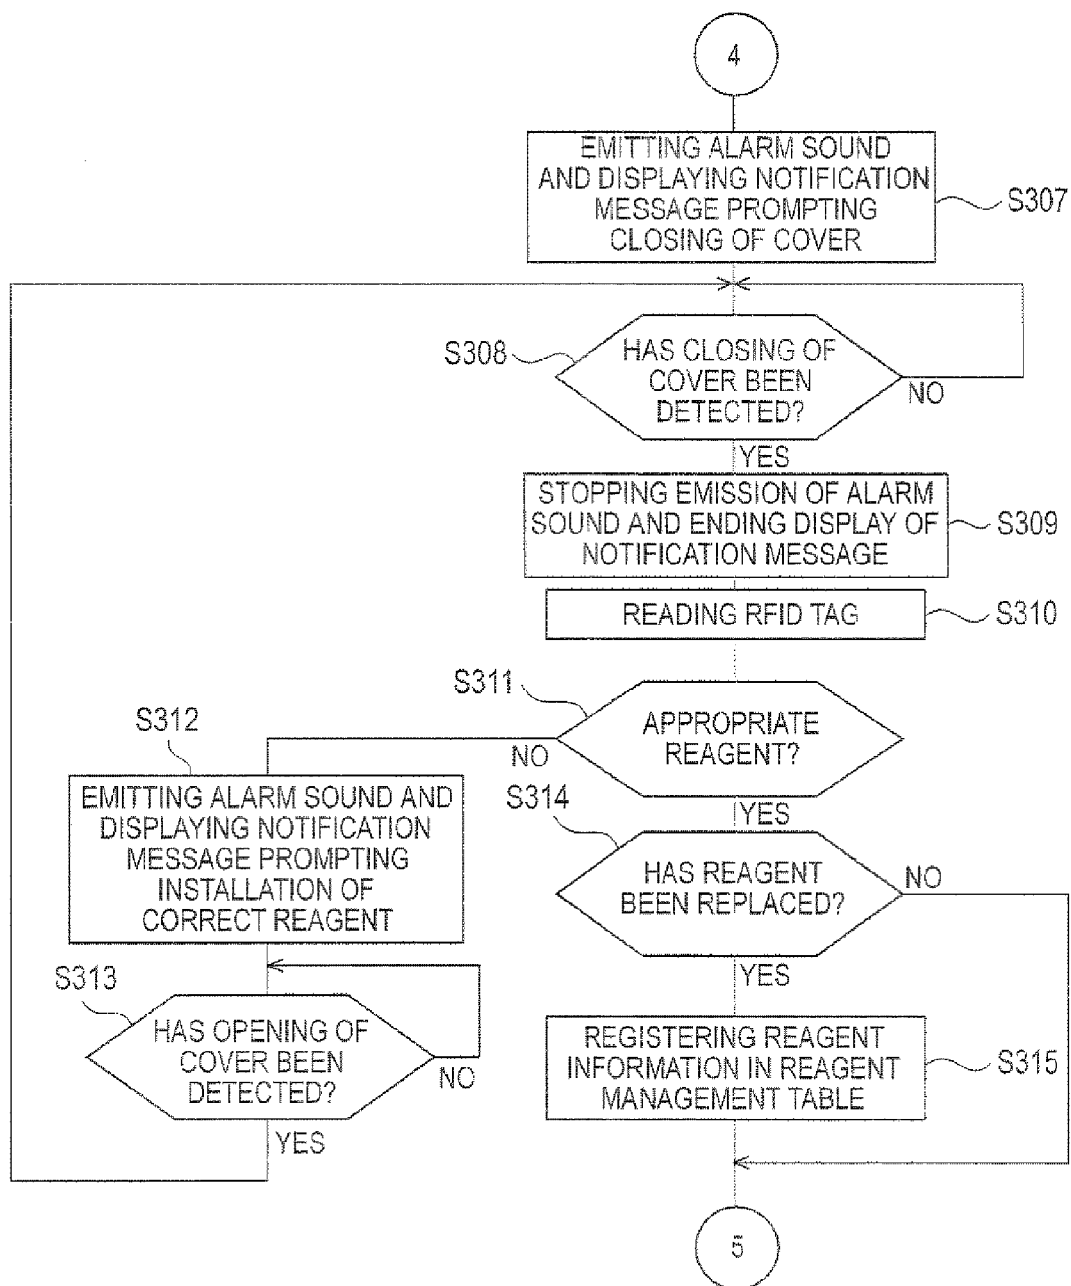 4
EMITTING ALARM SOUND
AND DISPLAYING NOTIFICATION
MESSAGE PROMPTING
CLOSING OF COVER
S307
S308
HAS CLOSING OF
COVER BEEN
DETECTED?
NO
YES
STOPPING EMISSION OF ALARM
SOUND AND ENDING DISPLAY OF
NOTIFICATION MESSAGE
S309
READING RFID TAG
S310
S311
APPROPRIATE
REAGENT?
NO
YES
S312
EMITTING ALARM SOUND AND
DISPLAYING NOTIFICATION
MESSAGE PROMPTING
INSTALLATION OF
CORRECT REAGENT
S313
HAS OPENING OF
COVER BEEN
DETECTED?
NO
YES
S314
HAS REAGENT
BEEN REPLACED?
NO
YES
REGISTERING REAGENT
INFORMATION IN REAGENT
MANAGEMENT TABLE
S315
5